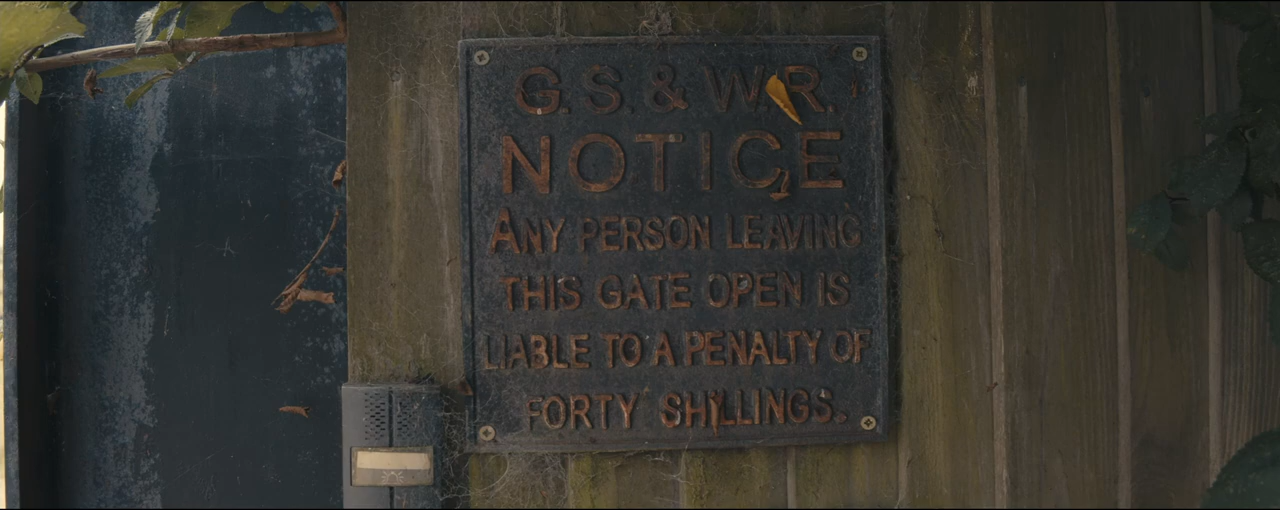 G.S. & W.R.
NOTICE
ANY PERSON LEAVING
THIS GATE OPEN IS
LIABLE TO A PENALTY OF
FORTY SHILLINGS.